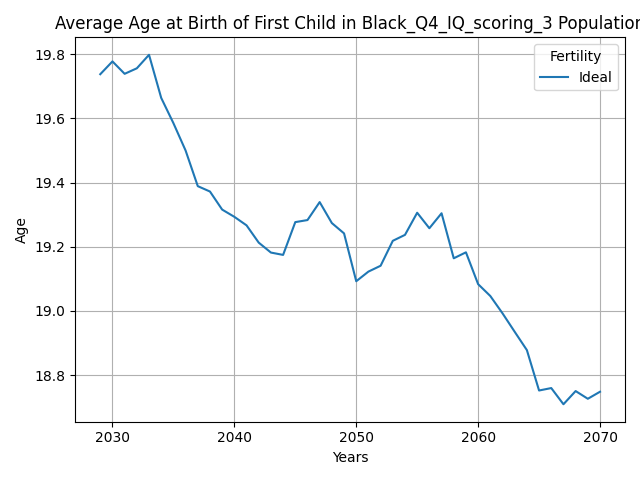 Average Age at Birth of First Child in Black_Q4_IQ_scoring_3 Population
19.8
19.6
19.4
19.2
19.0
18.8
Age
Fertility
Ideal
2030 2040 2050 2060 2070
Years